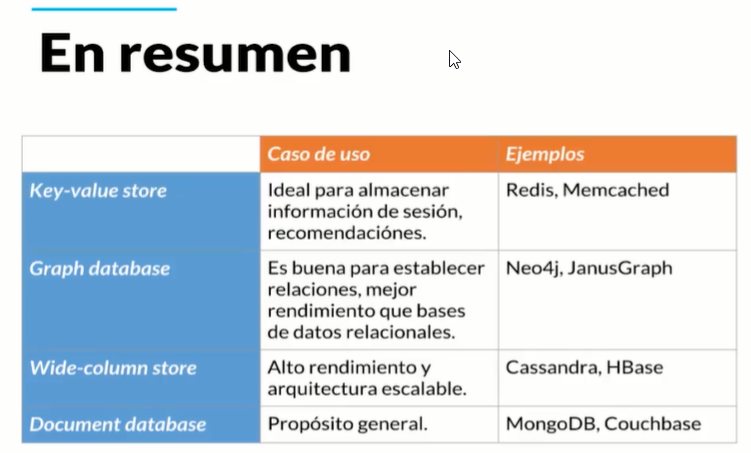 En resumen
Caso de uso
Ejemplos
Key-value store
Ideal para almacenar
información de sesión,
recomendaciónes.
Redis, Memcached
Graph database
Es buena para establecer
relaciones, mejor
rendimiento que bases
de datos relacionales.
Neo4j, JanusGraph
Wide-column store
Alto rendimiento y
arquitectura escalable.
Cassandra, HBase
Document database
Propósito general.
MongoDB, Couchbase